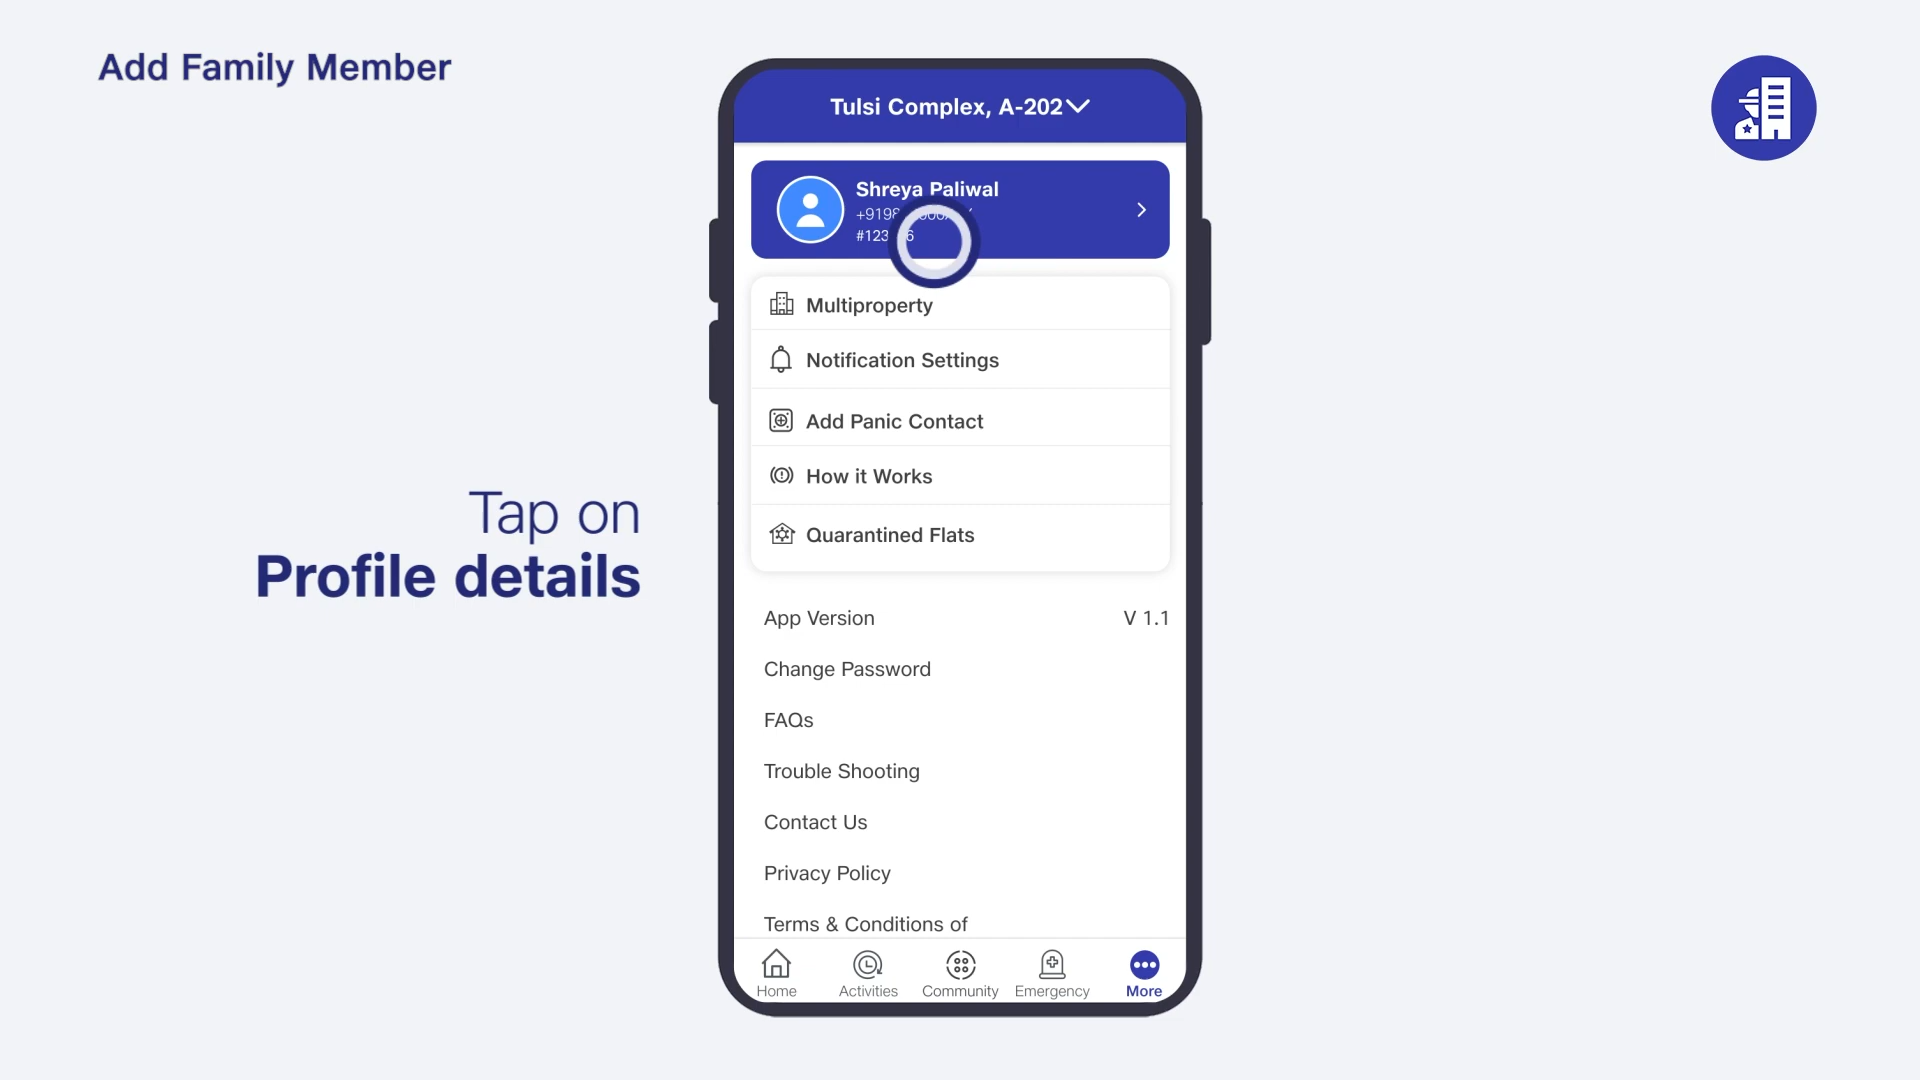 Add Family Member
Tulsi Complex, A-202
Shreya Paliwal
Multiproperty
Notification Settings
Add Panic Contact
How it Works
Quarantined Flats
Tap on
Profile details
App Version V 1.1
Change Password
FAQs
Trouble Shooting
Contact Us
Privacy Policy
Terms & Conditions of
Home Activities Community Emergency More